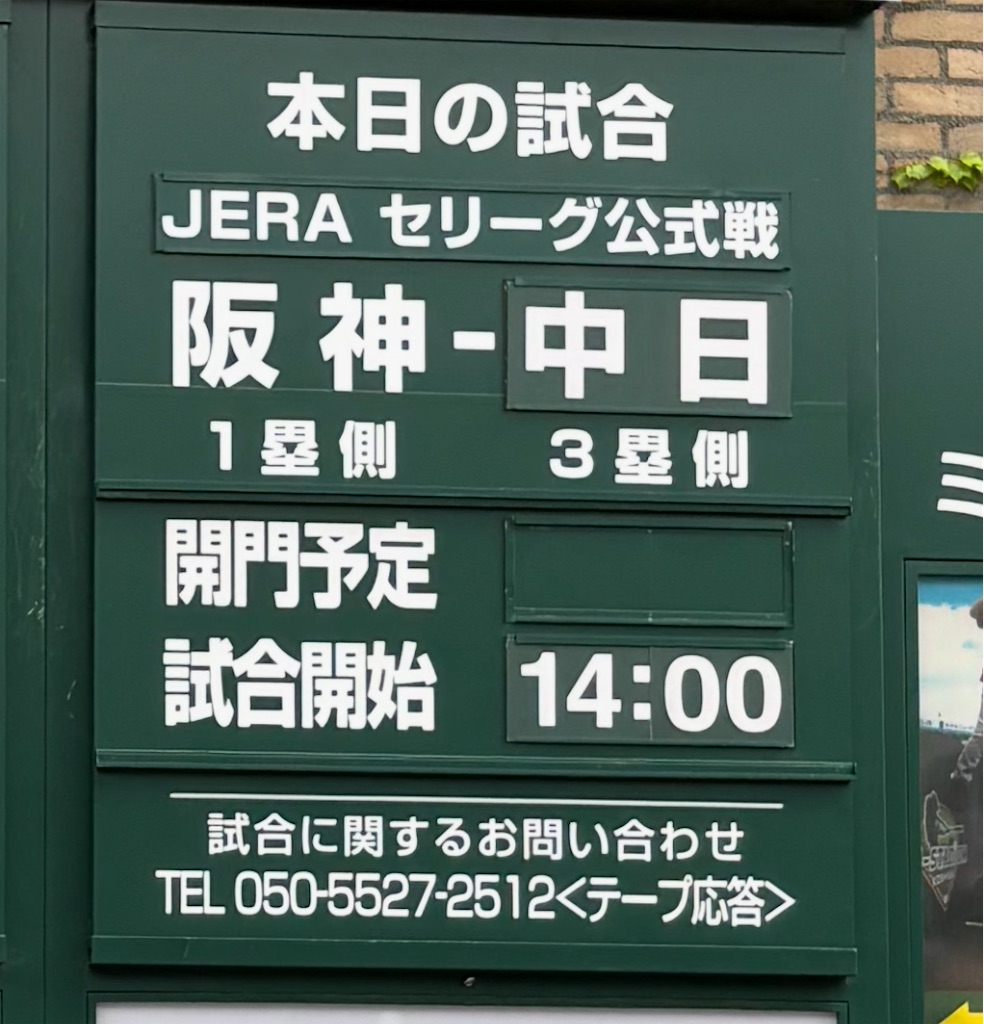 本日の試合
JERA セリーグ公式戦
阪神-中日
1塁側 3塁側
開門予定
試合開始 14:00
試合に関するお問い合わせ
TEL 050-5527-2512<テープ応答>
ミ